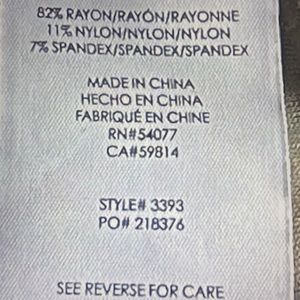 82% RAYON/RAYÓN/RAYONNE
11% NYLON/NYLON/NYLON
7% SPANDEX/SPANDEX/SPANDEX
MADE IN CHINA
HECHO EN CHINA
FABRIQUÉ EN CHINE
RN#54077
CA#59814
STYLE# 3393
PO# 218376
SEE REVERSE FOR CARE